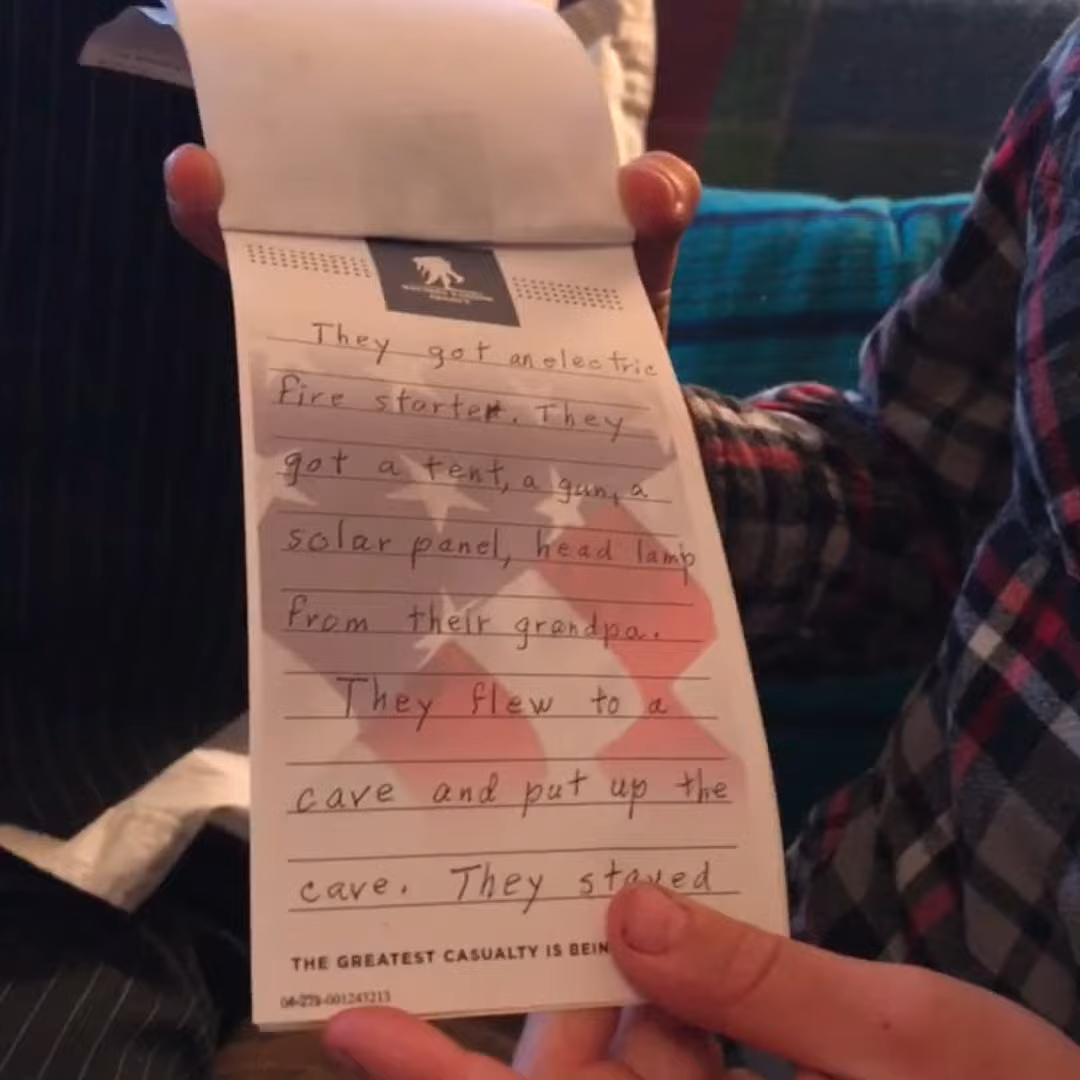 They got an electric
fire starter. They
got a tent, a gun, a
solar panel, head lamp
from their grandpa.
They flew to a
cave and put up the
cave. They stayed
THE GREATEST CASUALTY IS BEIN